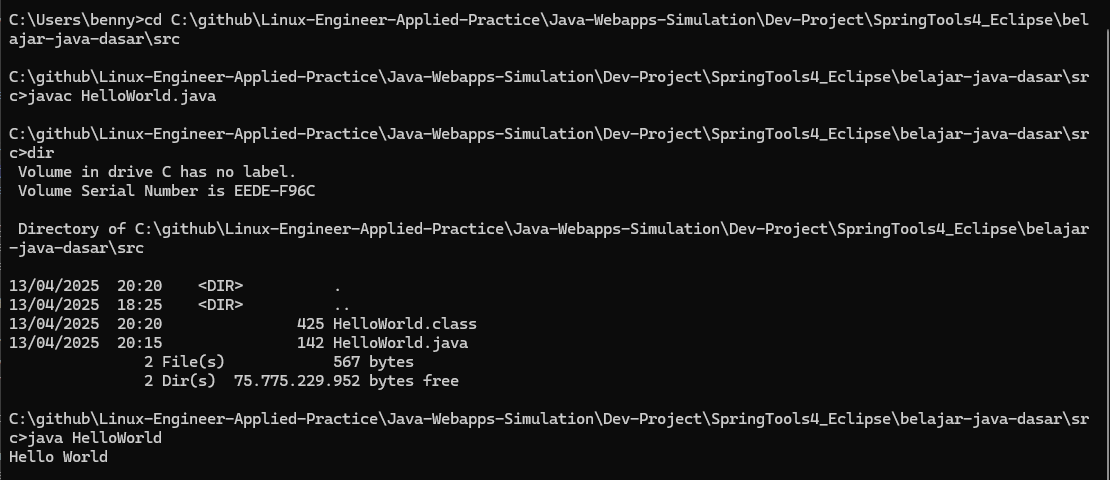 C:\Users\benny>cd C:\github\Linux-Engineer-Applied-Practice\Java-Webapps-Simulation\Dev-Project\SpringTools4_Eclipse\bel
ajar-java-dasar\src
C:\github\Linux-Engineer-Applied-Practice\Java-Webapps-Simulation\Dev-Project\SpringTools4_Eclipse\belajar-java-dasar\sr
c>javac HelloWorld.java
C:\github\Linux-Engineer-Applied-Practice\Java-Webapps-Simulation\Dev-Project\SpringTools4_Eclipse\belajar-java-dasar\sr
c>dir
 Volume in drive C has no label.
 Volume Serial Number is EEDE-F96C
 Directory of C:\github\Linux-Engineer-Applied-Practice\Java-Webapps-Simulation\Dev-Project\SpringTools4_Eclipse\belajar
-java-dasar\src
13/04/2025  20:20    <DIR>          .
13/04/2025  18:25    <DIR>          ..
13/04/2025  20:20               425 HelloWorld.class
13/04/2025  20:15               142 HelloWorld.java
               2 File(s)            567 bytes
               2 Dir(s)  75.775.229.952 bytes free
C:\github\Linux-Engineer-Applied-Practice\Java-Webapps-Simulation\Dev-Project\SpringTools4_Eclipse\belajar-java-dasar\sr
c>java HelloWorld
Hello World